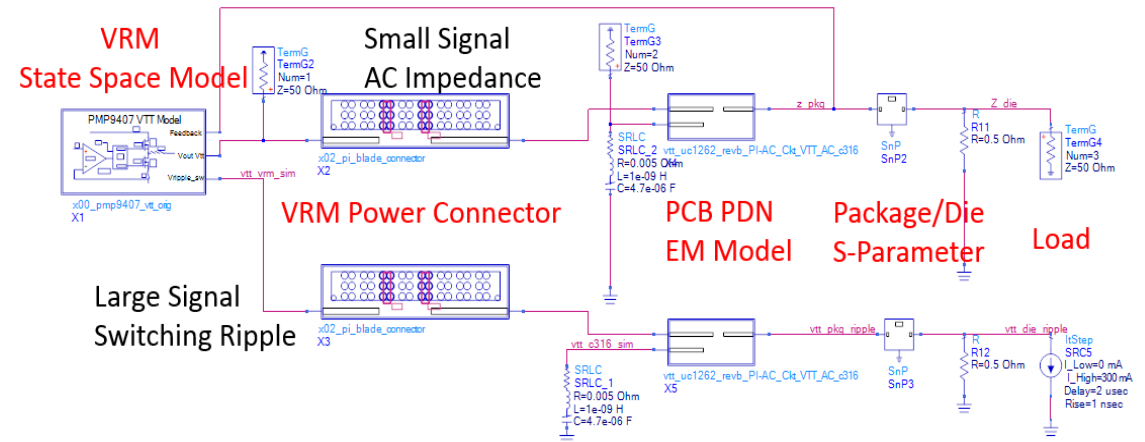 VRM
State Space Model
Small Signal
AC Impedance
TermG
TermG2
Num=1
Z=50 Ohm
TermG
TermG3
Num=2
Z=50 Ohm
PMP9407 VTT Model
Feedback
Vout Vtt
Vripple_sw
x00_pmp9407_vtt_orig
X1
vtt_vrm_sim
x02_pi_blade_connector
X2
SRLC
SRLC_2
R=0.005 Ohm
L=1e-09 H
C=4.7e-06 F
vtt_uc1262_revb_PI-AC_Ckt_VTT_AC_c316
z_pkg
SnP
SnP2
R
R11
R=0.5 Ohm
Z_die
TermG
TermG4
Num=3
Z=50 Ohm
VRM Power Connector
PCB PDN
EM Model
Package/Die
S-Parameter
Load
Large Signal
Switching Ripple
x02_pi_blade_connector
X3
vtt_c316_sim
SRLC
SRLC_1
R=0.005 Ohm
L=1e-09 H
C=4.7e-06 F
vtt_uc1262_revb_PI-AC_Ckt_VTT_AC_c316
X5
vtt_pkg_ripple
SnP
SnP3
R
R12
R=0.5 Ohm
vtt_die_ripple
ItStep
SRC5
I_Low=0 mA
I_High=300 mA
Delay=2 usec
Rise=1 nsec